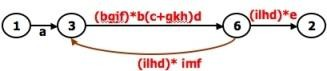 (bgjf)*b(c+gkh)d
(ilhd)*e
1 3 6 2
a
(ilhd)* imf